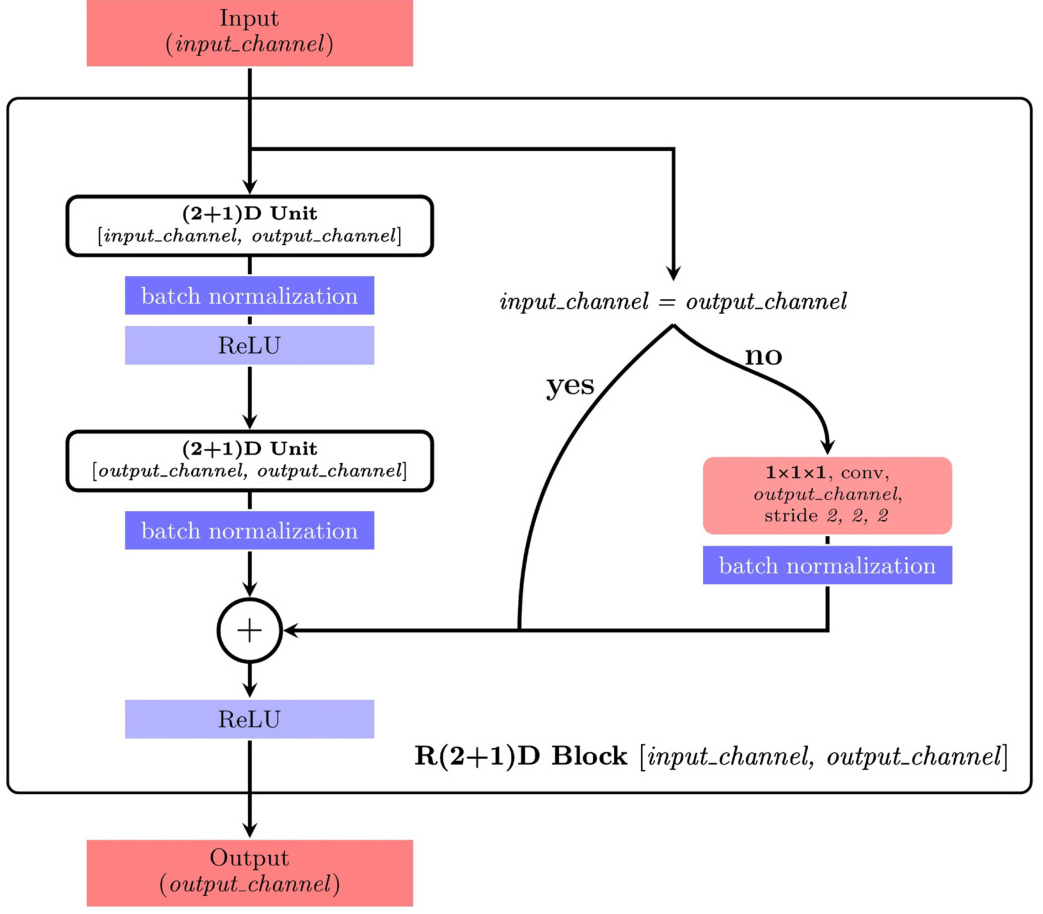 Input
(input_channel)
(2+1)D Unit
[input_channel, output_channel]
batch normalization
ReLU
input_channel = output_channel
yes
no
(2+1)D Unit
[output_channel, output_channel]
batch normalization
1×1×1, conv,
output_channel,
stride 2, 2, 2
batch normalization
+
ReLU
R(2+1)D Block [input_channel, output_channel]
Output
(output_channel)